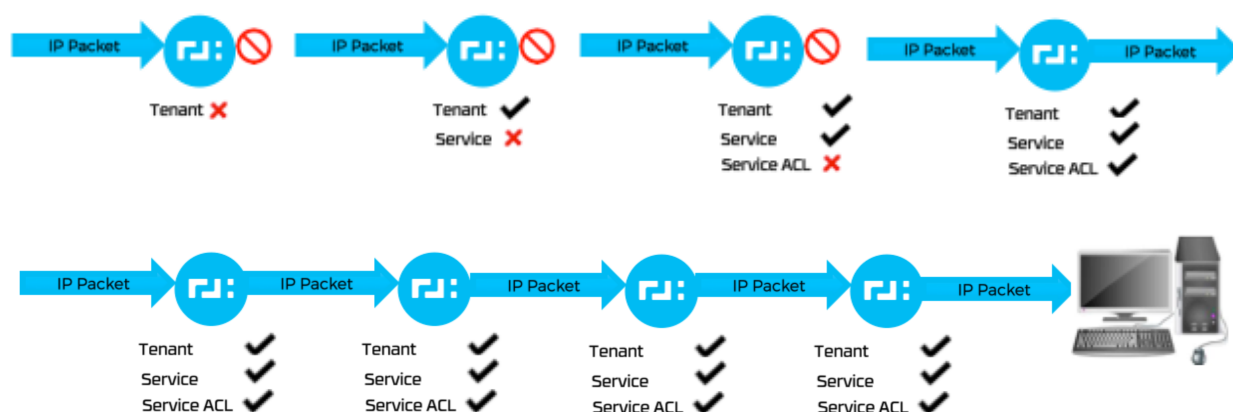 IP Packet
IP Packet
IP Packet
IP Packet
IP Packet
Tenant
Tenant
Service
Tenant
Service
Service ACL
Tenant
Service
Service ACL
IP Packet
IP Packet
IP Packet
IP Packet
IP Packet
Tenant
Service
Service ACL
Tenant
Service
Service ACL
Tenant
Service
Service ACL
Tenant
Service
Service ACL